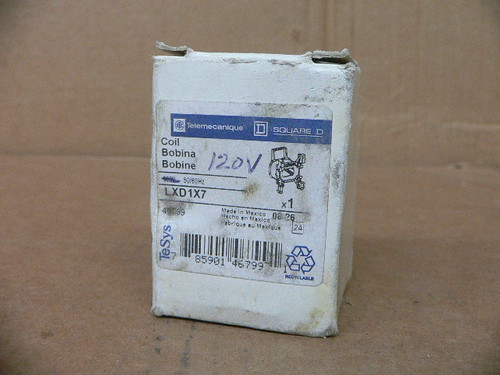 Telemecanique SQUARE D
Coil
Bobina
Bobine 120V
50/60Hz
LXD1X7
x1
Made in Mexico
Hecho en Mexico
Fabriqué au Mexique
24
TeSys
85901 46799
RECYCLABLE